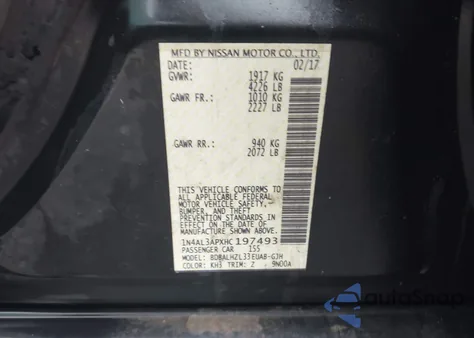 MFD BY NISSAN MOTOR CO., LTD.
DATE: 02/17
GVWR: 1917 KG
4226 LB
GAWR FR.: 1010 KG
2227 LB
GAWR RR.: 940 KG
2072 LB
THIS VEHICLE CONFORMS TO
ALL APPLICABLE FEDERAL
MOTOR VEHICLE SAFETY,
BUMPER, AND THEFT
PREVENTION STANDARDS IN
EFFECT ON THE DATE OF
MANUFACTURE SHOWN ABOVE.
1N4AL3APXHC197493
PASSENGER CAR 155
MODEL: BDBALHZL33EUA8-GJH
COLOR: KH3 TRIM: Z 9N00A
AutoSnap